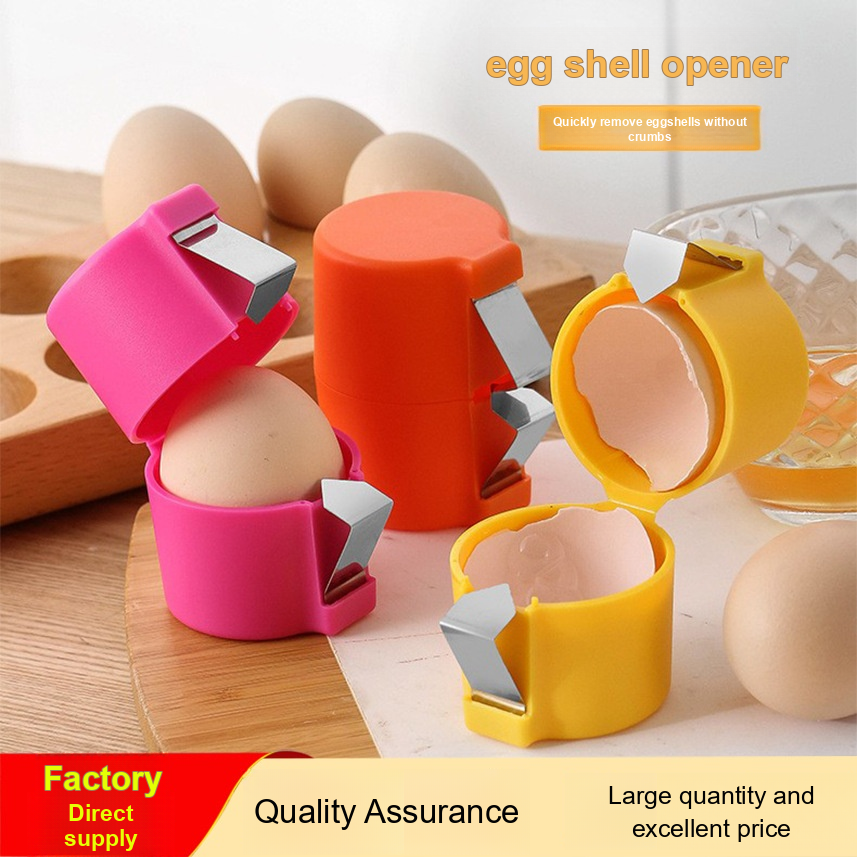 egg shell opener
Quickly remove eggshells without
crumbs
Factory
Direct
supply
Quality Assurance
Large quantity and
excellent price